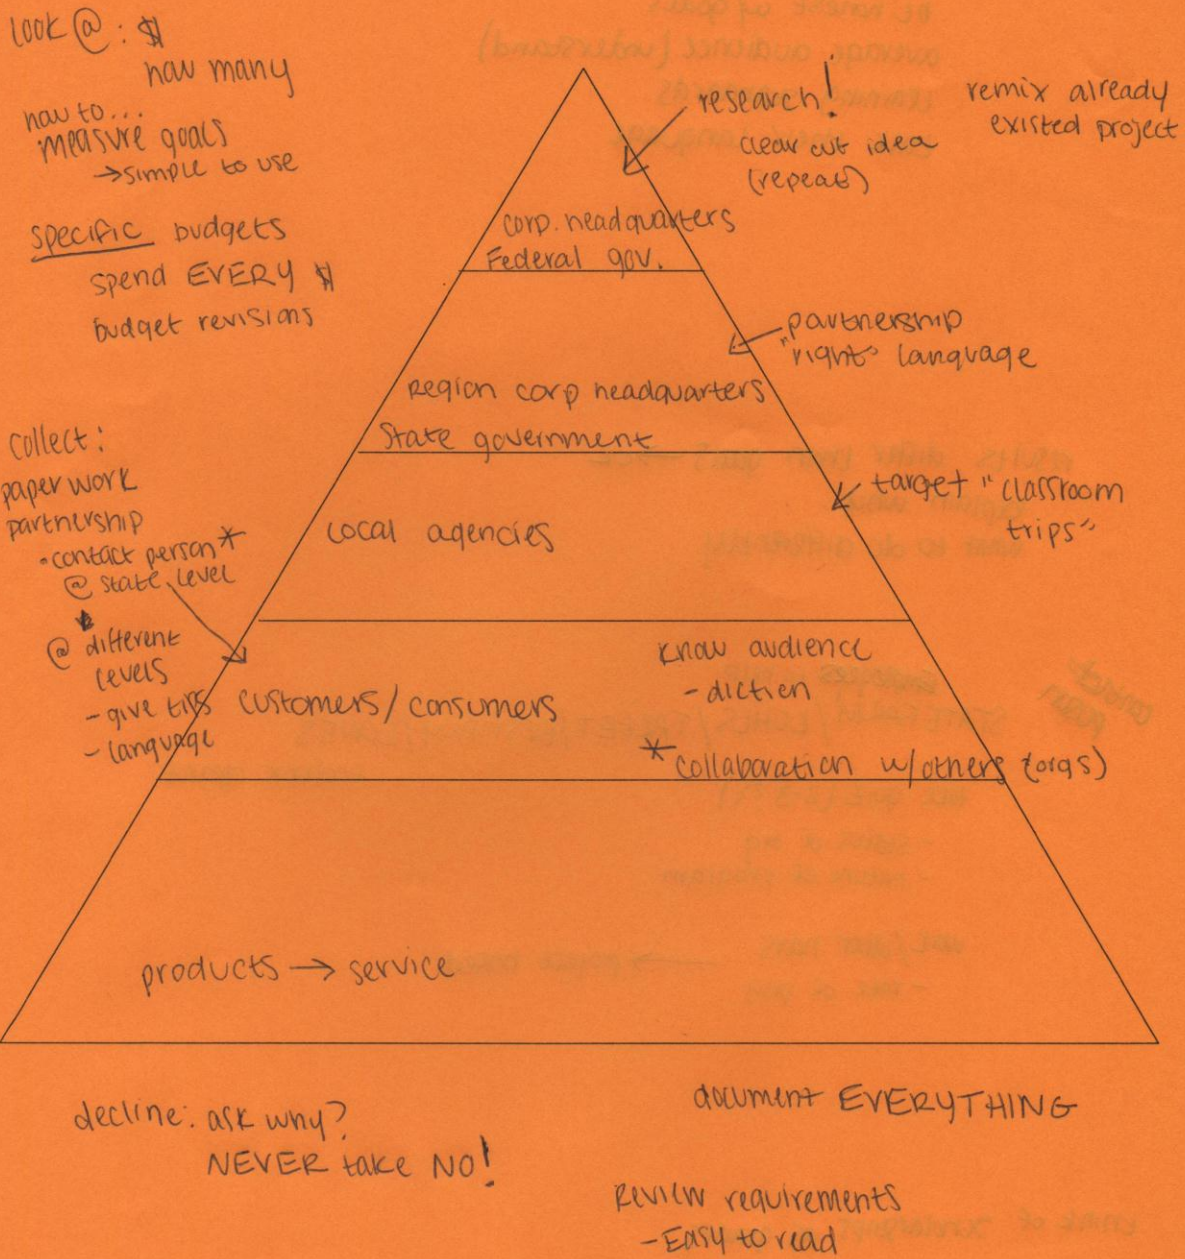 look @: $
how many
how to...
measure goals
→ simple to use
specific budgets
spend EVERY $
budget revisions
research!
clear cut idea
(repeat)
remix already
existed project
corp. headquarters
Federal gov.
partnership
"right" language
Region corp headquarters
State government
collect:
paper work
partnership
• contact person *
@ state level
@ different
levels
- give tips
- language
target "classroom
trips"
Local agencies
customers/consumers
know audience
- diction
* collaboration w/others (orgs)
products → service
decline: ask why?
NEVER take NO!
document EVERYTHING
Review requirements
- Easy to read